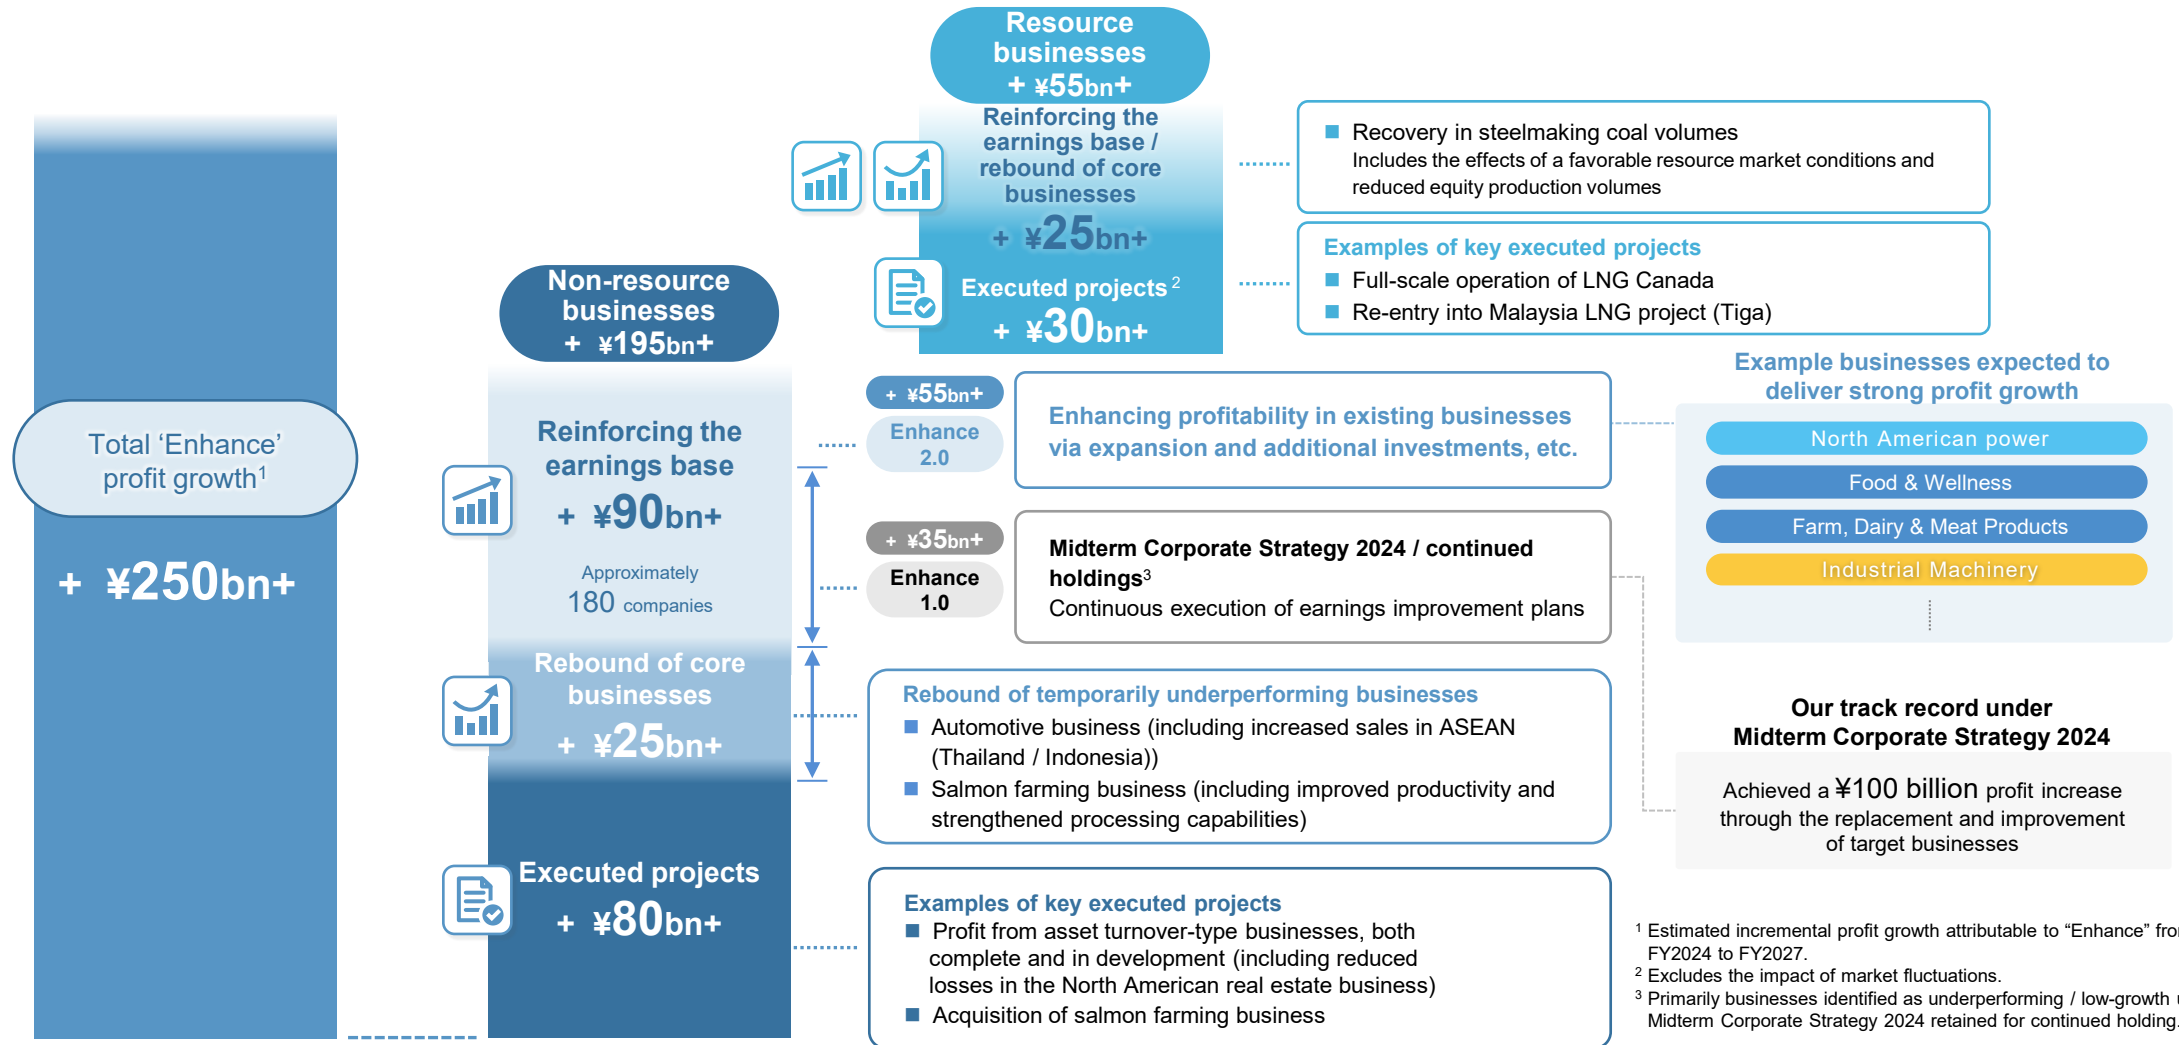 Resource
businesses
+ ¥55bn+
Reinforcing the
earnings base /
rebound of core
businesses
+ ¥25bn+
Executed projects 2
+ ¥30bn+
■ Recovery in steelmaking coal volumes
Includes the effects of a favorable resource market conditions and
reduced equity production volumes
Examples of key executed projects
■ Full-scale operation of LNG Canada
■ Re-entry into Malaysia LNG project (Tiga)
Total ‘Enhance’
profit growth1
+ ¥250bn+
Non-resource
businesses
+ ¥195bn+
Reinforcing the
earnings base
+ ¥90bn+
Approximately
180 companies
Rebound of core
businesses
+ ¥25bn+
Executed projects
+ ¥80bn+
+ ¥55bn+
Enhance
2.0
Enhancing profitability in existing businesses
via expansion and additional investments, etc.
+ ¥35bn+
Enhance
1.0
Midterm Corporate Strategy 2024 / continued
holdings3
Continuous execution of earnings improvement plans
Rebound of temporarily underperforming businesses
■ Automotive business (including increased sales in ASEAN
(Thailand / Indonesia))
■ Salmon farming business (including improved productivity and
strengthened processing capabilities)
Examples of key executed projects
■ Profit from asset turnover-type businesses, both
complete and in development (including reduced
losses in the North American real estate business)
■ Acquisition of salmon farming business
Example businesses expected to
deliver strong profit growth
North American power
Food & Wellness
Farm, Dairy & Meat Products
Industrial Machinery
Our track record under
Midterm Corporate Strategy 2024
Achieved a ¥100 billion profit increase
through the replacement and improvement
of target businesses
1 Estimated incremental profit growth attributable to “Enhance”
FY2024 to FY2027.
2 Excludes the impact of market fluctuations.
3 Primarily businesses identified as underperforming / low-growth
Midterm Corporate Strategy 2024 retained for continued holding.